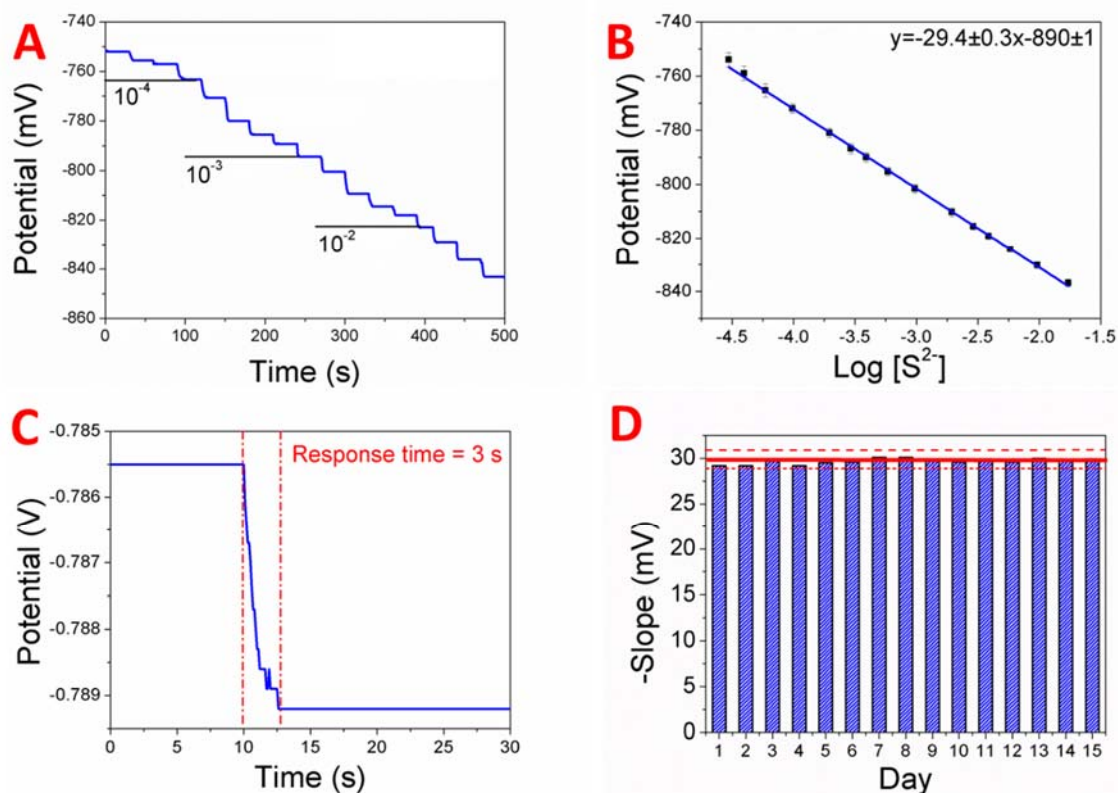 A
-740
-760
-780
-800
-820
-840
-860
Potential (mV)
10⁻⁴
10⁻³
10⁻²
0 100 200 300 400 500
Time (s)
B
y=-29.4±0.3x-890±1
-740
-760
-780
-800
-820
-840
Potential (mV)
-4.5 -4.0 -3.5 -3.0 -2.5 -2.0 -1.5
Log [S²⁻]
C
Response time = 3 s
-0.785
-0.786
-0.787
-0.788
-0.789
Potential (V)
0 5 10 15 20 25 30
Time (s)
D
30
25
20
15
10
5
0
-Slope (mV)
1 2 3 4 5 6 7 8 9 10 11 12 13 14 15
Day